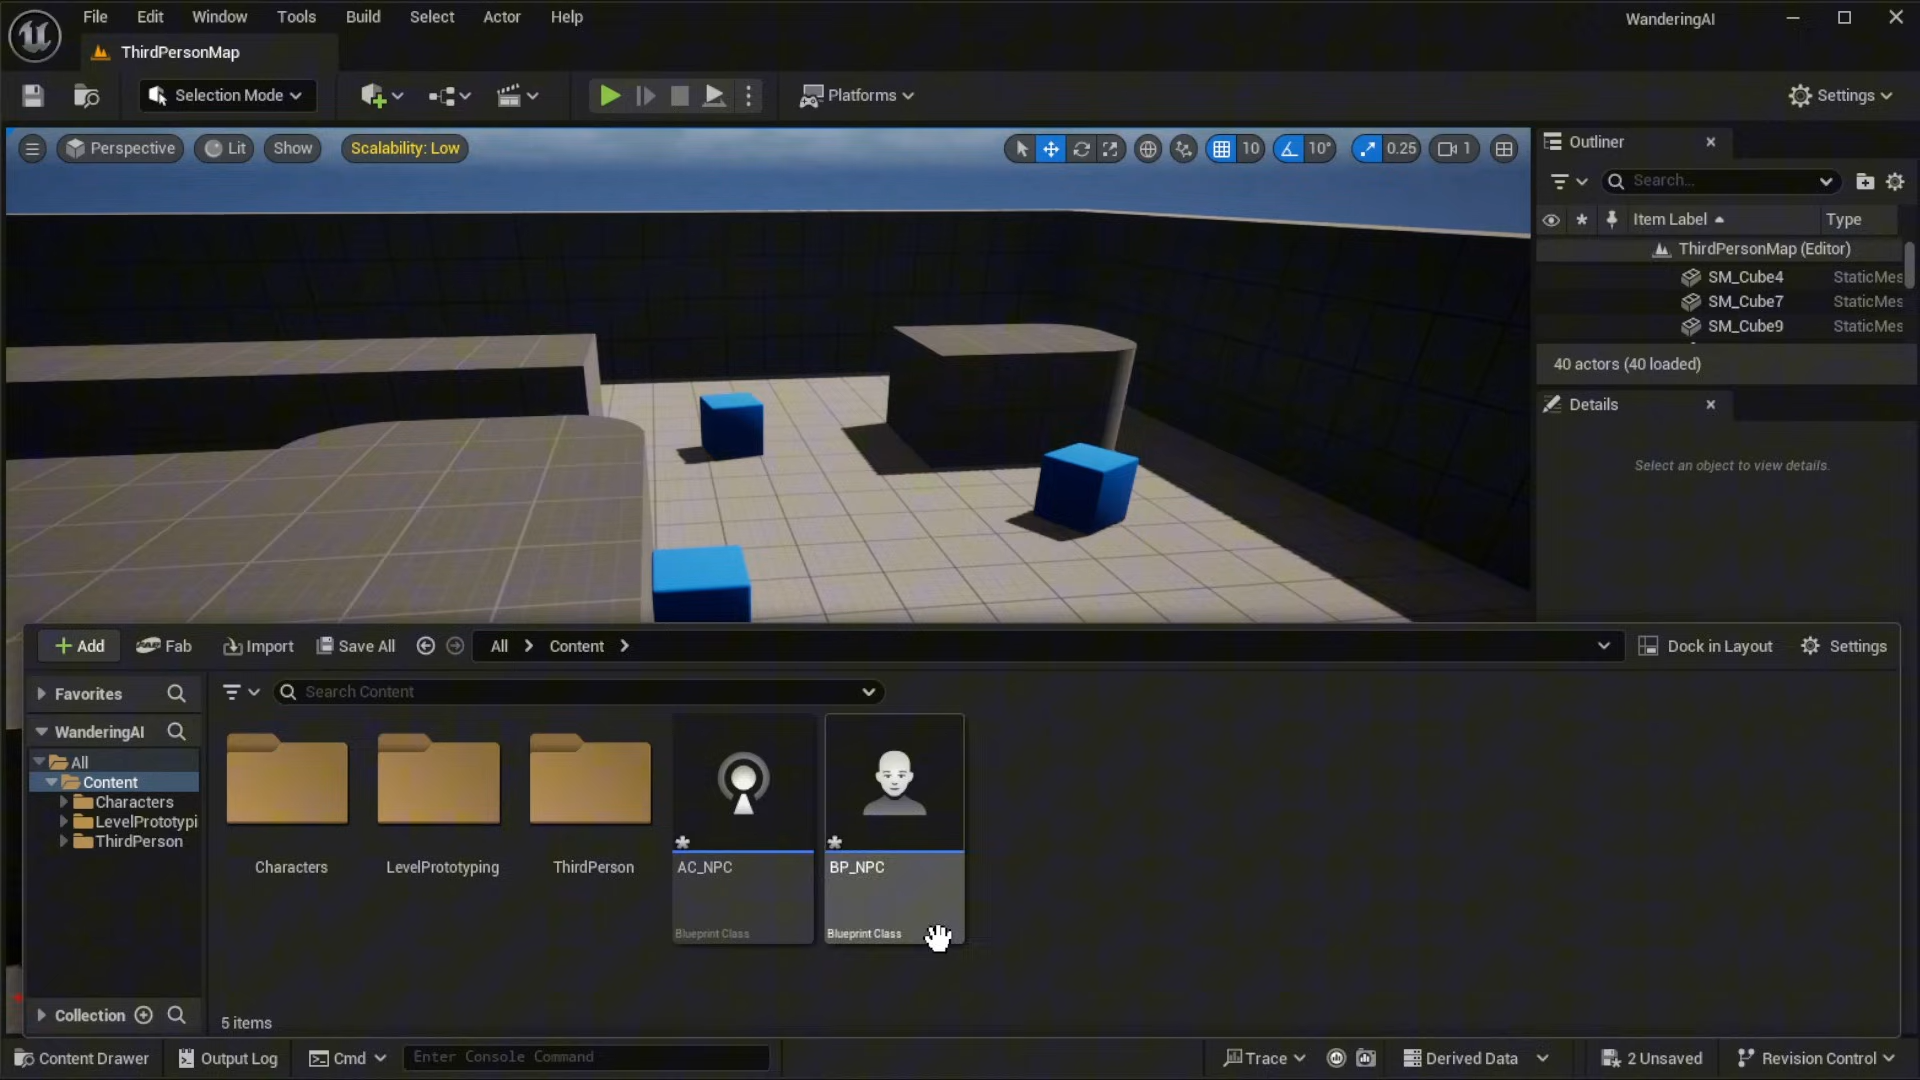 File Edit Window Tools Build Select Actor Help
WanderingAI
ThirdPersonMap
Selection Mode
Platforms
Settings
Perspective
Lit
Show
Scalability: Low
10
10°
0.25
1
Outliner
Search...
Item Label
Type
ThirdPersonMap (Editor)
SM_Cube4 StaticMes
SM_Cube7 StaticMes
SM_Cube9 StaticMes
40 actors (40 loaded)
Details
Select an object to view details.
Add
Fab
Import
Save All
All
Content
Dock in Layout
Settings
Favorites
Search Content
WanderingAI
All
Content
Characters
LevelPrototypi
ThirdPerson
Characters
LevelPrototyping
ThirdPerson
AC_NPC
Blueprint Class
BP_NPC
Blueprint Class
Collection
5 items
Content Drawer
Output Log
Cmd
Enter Console Command
Trace
Derived Data
2 Unsaved
Revision Control